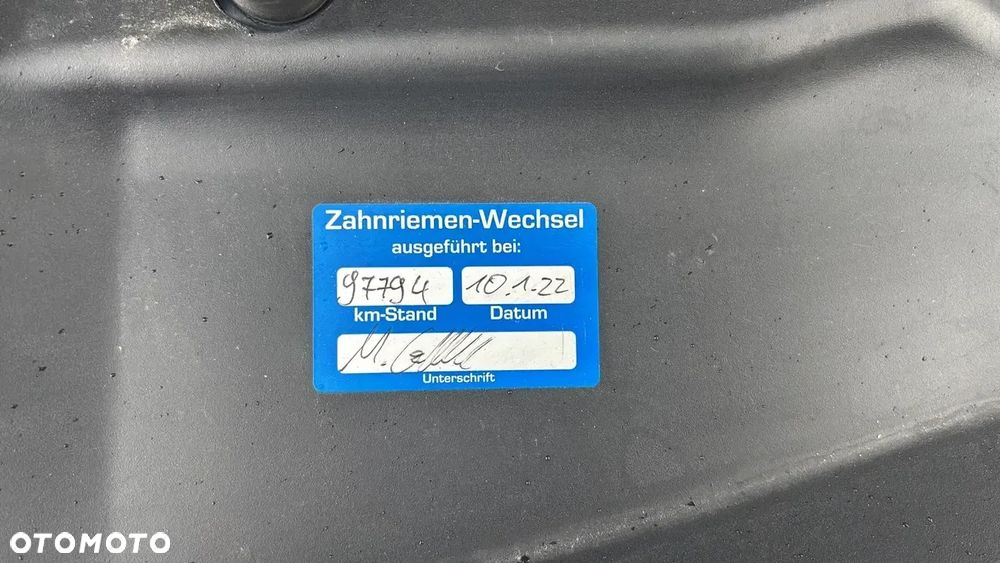 Zahnriemen-Wechsel
ausgeführt bei:
97794 10.1.22
km-Stand Datum
M.
Unterschrift
OTOMOTO